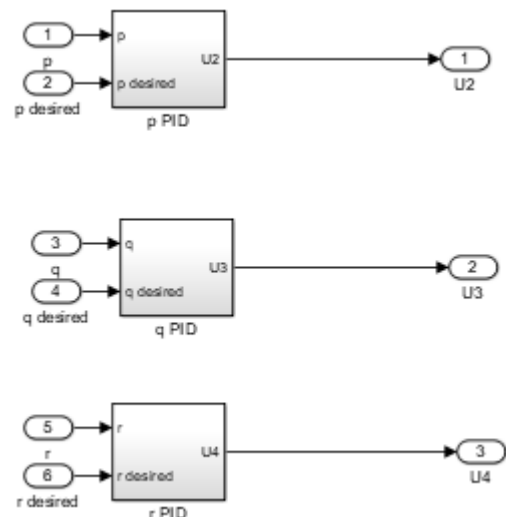 1
p
p
2
p desired
p desired
U2
p PID
1
U2
3
q
q
4
q desired
q desired
U3
q PID
2
U3
5
r
r
6
r desired
r desired
U4
r PID
3
U4